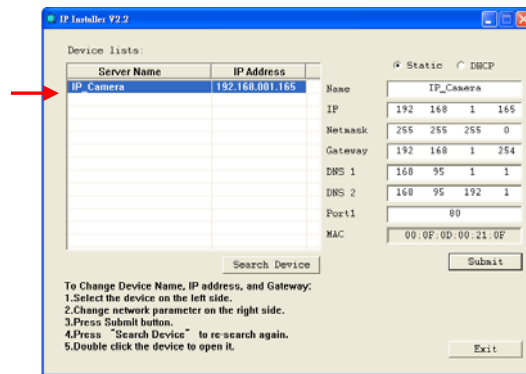 IP Installer V2.2
Device lists:
Server Name IP Address
IP_Camera 192.168.001.165
Static DHCP
Name IP_Camera
IP 192 168 1 165
Netmask 255 255 255 0
Gateway 192 168 1 254
DNS 1 168 95 1 1
DNS 2 168 95 192 1
Port1 80
MAC 00:0F:0D:00:21:0F
Search Device Submit
To Change Device Name, IP address, and Gateway:
1.Select the device on the left side.
2.Change network parameter on the right side.
3.Press Submit button.
4.Press “Search Device” to re-search again.
5.Double click the device to open it.
Exit